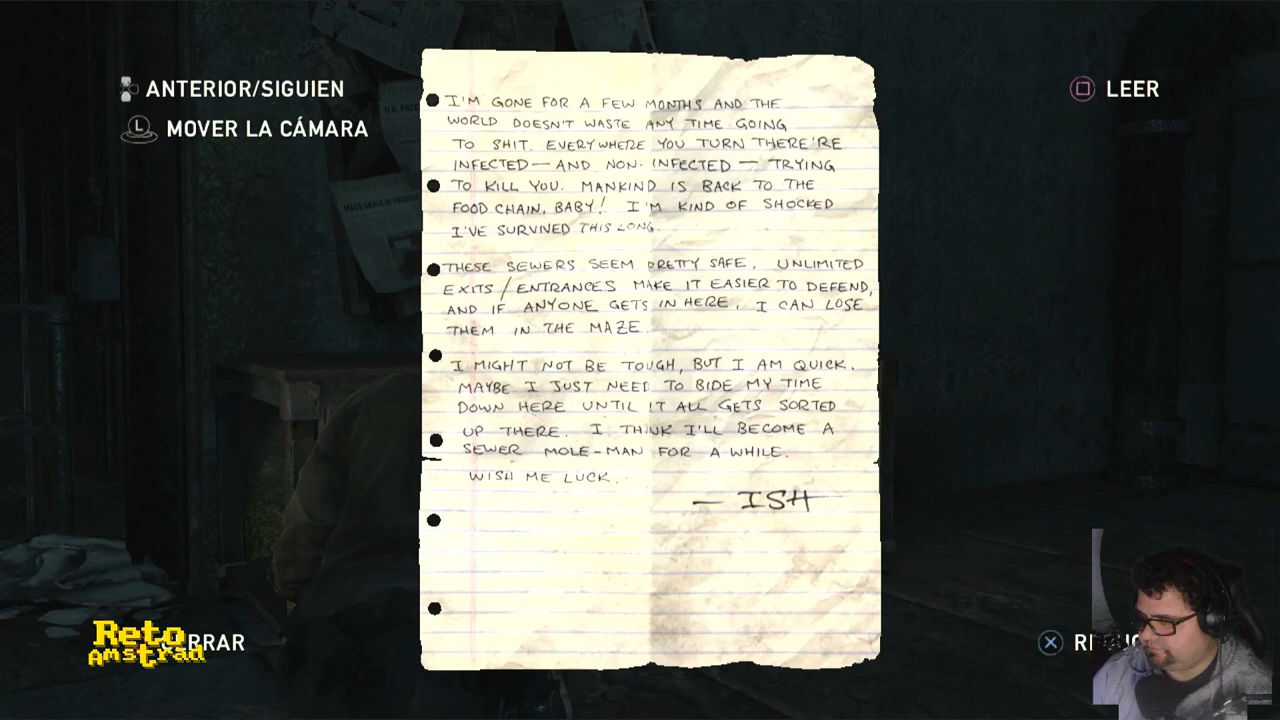 ANTERIOR/SIGUIEN
MOVER LA CÁMARA
LEER
I'M GONE FOR A FEW MONTHS AND THE
WORLD DOESN'T WASTE ANY TIME GOING
TO SHIT. EVERYWHERE YOU TURN THERE'RE
INFECTED — AND NON-INFECTED — TRYING
TO KILL YOU. MANKIND IS BACK TO THE
FOOD CHAIN, BABY! I'M KIND OF SHOCKED
I'VE SURVIVED THIS LONG.
THESE SEWERS SEEM PRETTY SAFE. UNLIMITED
EXITS/ENTRANCES MAKE IT EASIER TO DEFEND,
AND IF ANYONE GETS IN HERE, I CAN LOSE
THEM IN THE MAZE.
I MIGHT NOT BE TOUGH, BUT I AM QUICK.
MAYBE I JUST NEED TO BIDE MY TIME
DOWN HERE UNTIL IT ALL GETS SORTED
UP THERE. I THINK I'LL BECOME A
SEWER MOLE-MAN FOR A WHILE.
WISH ME LUCK.
— ISH
Reto
Amstrad